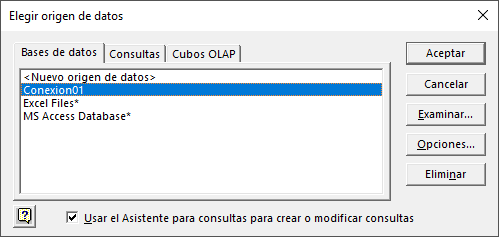 Elegir origen de datos
Bases de datos Consultas Cubos OLAP
<Nuevo origen de datos>
Conexion01
Excel Files*
MS Access Database*
Aceptar
Cancelar
Examinar...
Opciones...
Eliminar
?
Usar el Asistente para consultas para crear o modificar consultas